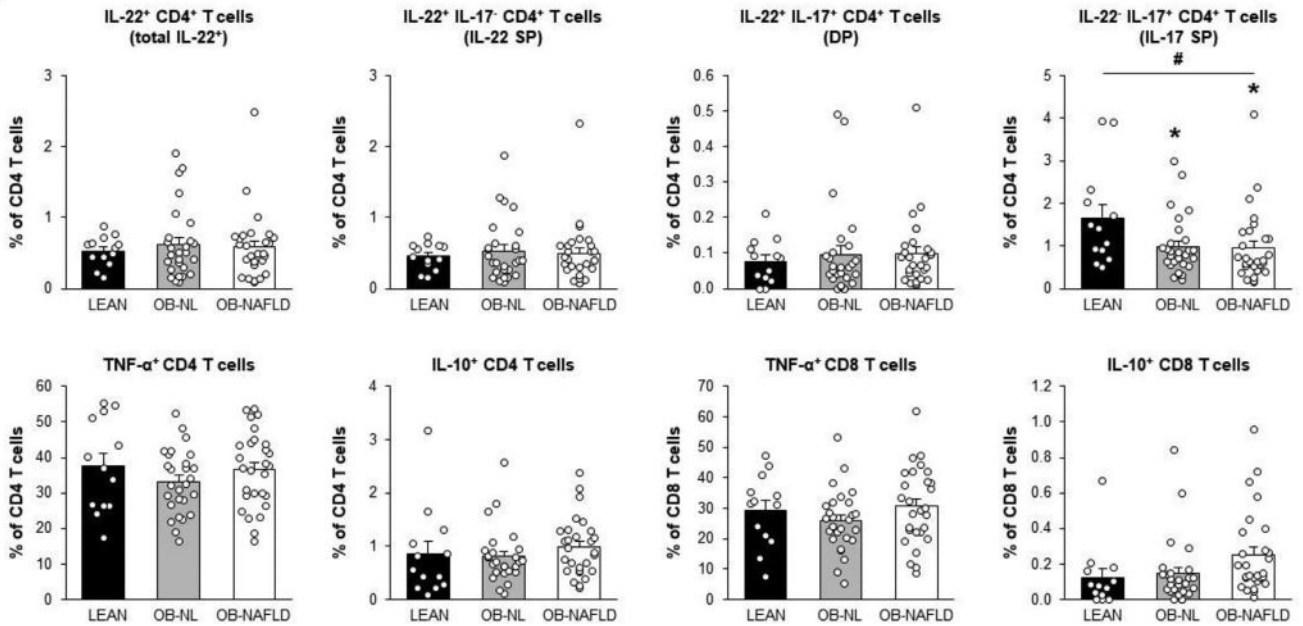 IL-22⁺ CD4⁺ T cells
(total IL-22⁺)
% of CD4 T cells
3
2
1
0
LEAN OB-NL OB-NAFLD
IL-22⁺ IL-17⁻ CD4⁺ T cells
(IL-22 SP)
% of CD4 T cells
3
2
1
0
LEAN OB-NL OB-NAFLD
IL-22⁺ IL-17⁺ CD4⁺ T cells
(DP)
% of CD4 T cells
0.6
0.5
0.4
0.3
0.2
0.1
0.0
LEAN OB-NL OB-NAFLD
IL-22⁻ IL-17⁺ CD4⁺ T cells
(IL-17 SP)
#
* *
% of CD4 T cells
5
4
3
2
1
0
LEAN OB-NL OB-NAFLD
TNF-α⁺ CD4 T cells
% of CD4 T cells
60
50
40
30
20
10
0
LEAN OB-NL OB-NAFLD
IL-10⁺ CD4 T cells
% of CD4 T cells
4
3
2
1
0
LEAN OB-NL OB-NAFLD
TNF-α⁺ CD8 T cells
% of CD8 T cells
70
60
50
40
30
20
10
0
LEAN OB-NL OB-NAFLD
IL-10⁺ CD8 T cells
% of CD8 T cells
1.2
1.0
0.8
0.6
0.4
0.2
0.0
LEAN OB-NL OB-NAFLD